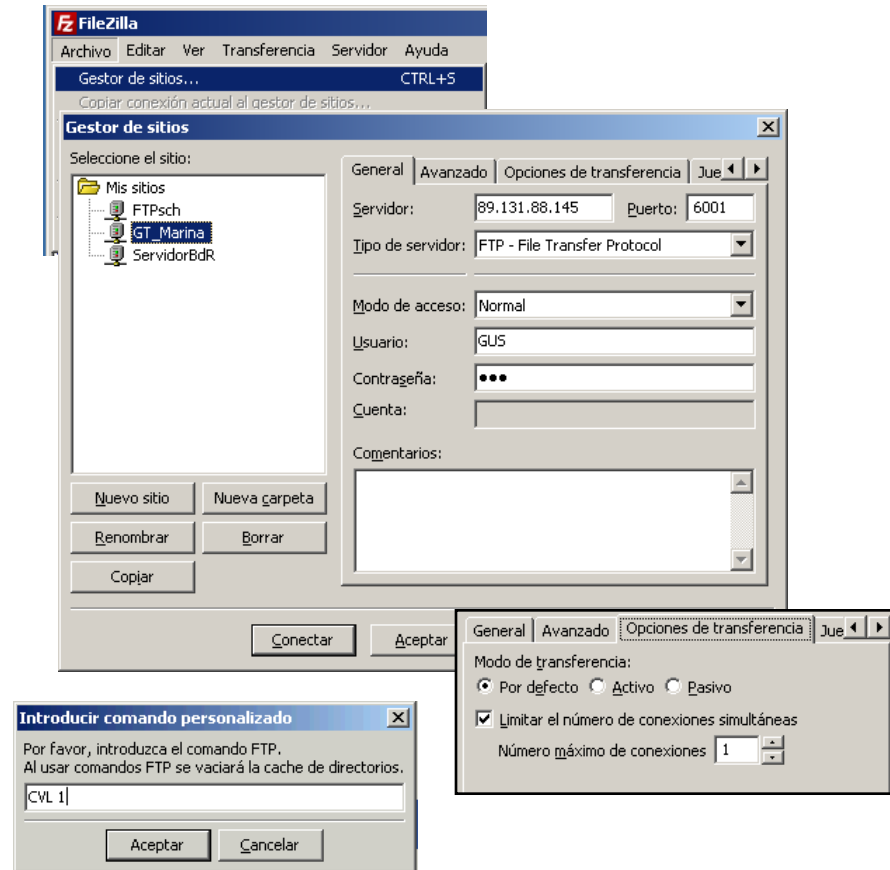 FileZilla
Archivo Editar Ver Transferencia Servidor Ayuda
Gestor de sitios... CTRL+S
Copiar conexión actual al gestor de sitios...
Gestor de sitios
Seleccione el sitio:
Mis sitios
FTPsch
GT_Marina
ServidorBdR
General Avanzado Opciones de transferencia Jue
Servidor: 89.131.88.145 Puerto: 6001
Tipo de servidor: FTP - File Transfer Protocol
Modo de acceso: Normal
Usuario: GUS
Contraseña: •••
Cuenta:
Comentarios:
Nuevo sitio Nueva carpeta
Renombrar Borrar
Copiar
Conectar Aceptar
General Avanzado Opciones de transferencia Jue
Modo de transferencia:
Por defecto Activo Pasivo
Limitar el número de conexiones simultáneas
Número máximo de conexiones 1
Introducir comando personalizado
Por favor, introduzca el comando FTP.
Al usar comandos FTP se vaciará la cache de directorios.
CVL 1
Aceptar Cancelar